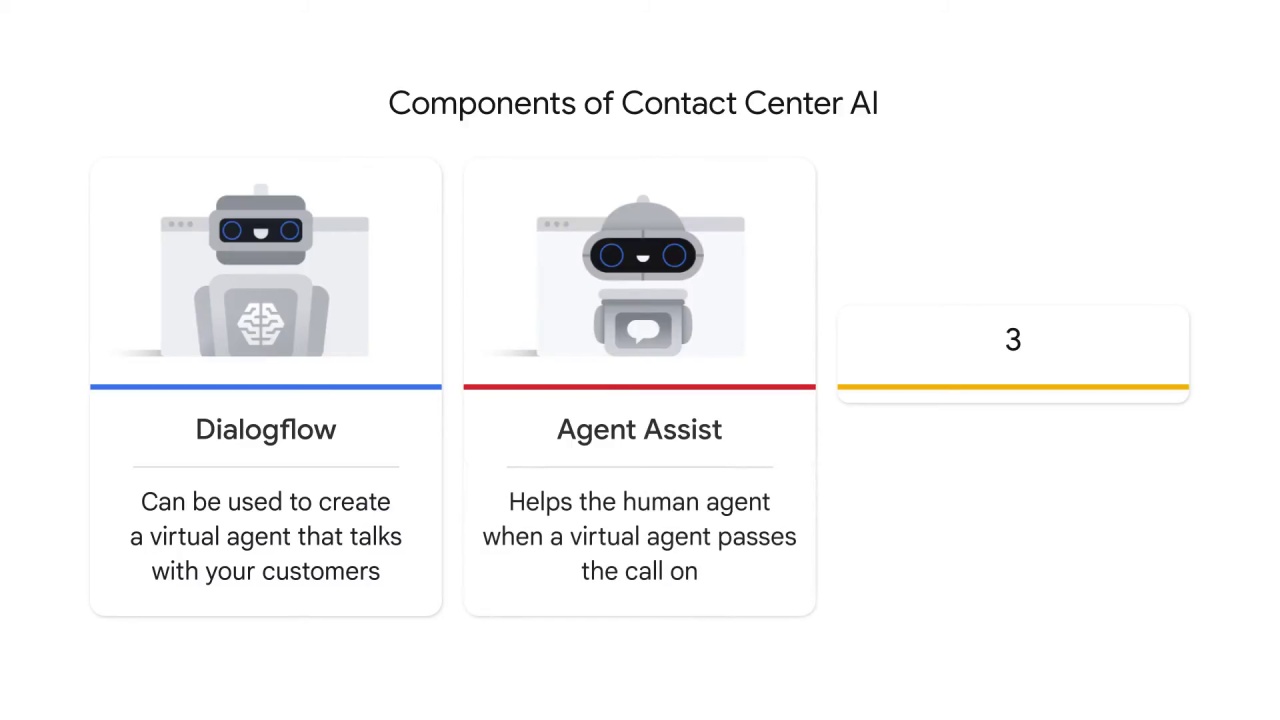 Components of Contact Center AI
Dialogflow
Can be used to create
a virtual agent that talks
with your customers
Agent Assist
Helps the human agent
when a virtual agent passes
the call on
3